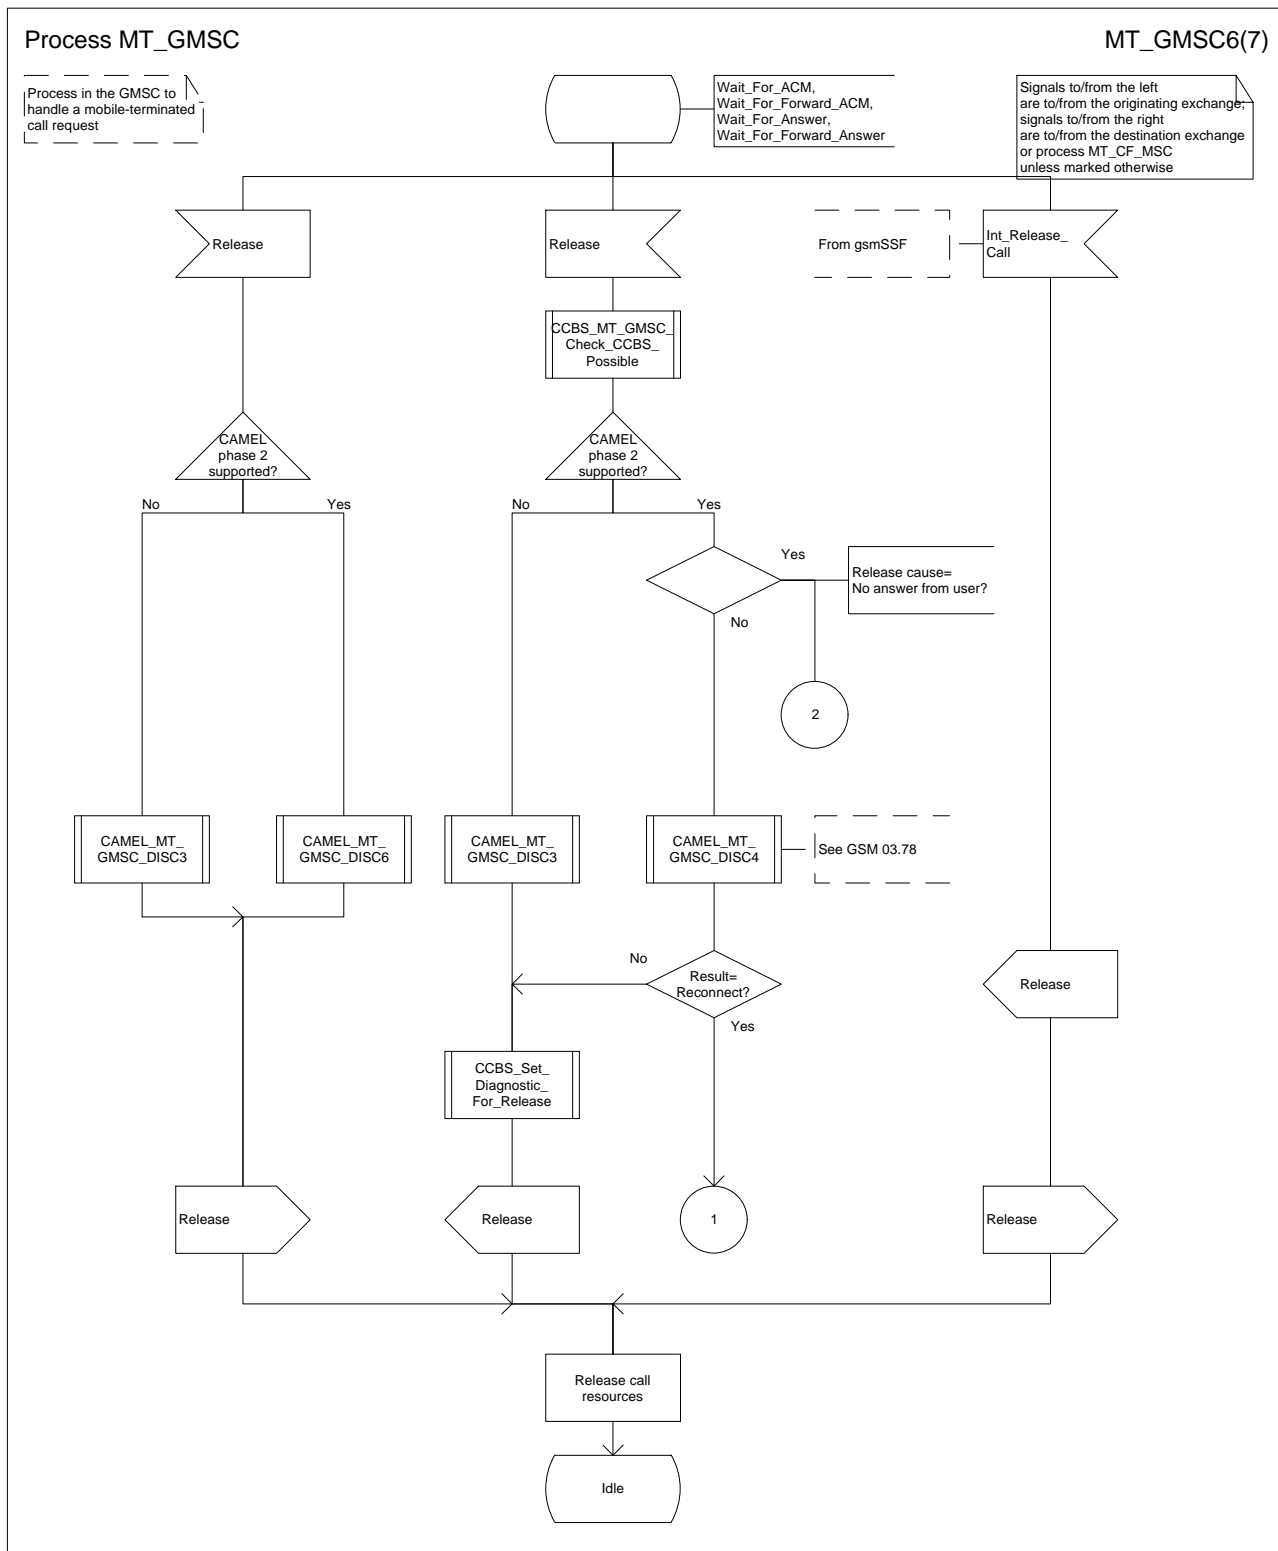 Process MT_GMSC
MT_GMSC6(7)
Process in the GMSC to
handle a mobile-terminated
call request
Wait_For_ACM,
Wait_For_Forward_ACM,
Wait_For_Answer,
Wait_For_Forward_Answer
Signals to/from the left
are to/from the originating exchange;
signals to/from the right
are to/from the destination exchange
or process MT_CF_MSC
unless marked otherwise
Release
Release
From gsmSSF
Int_Release_
Call
CCBS_MT_GMSC_
Check_CCBS_
Possible
CAMEL
phase 2
supported?
CAMEL
phase 2
supported?
No
Yes
No
Yes
Yes
Release cause=
No answer from user?
No
2
CAMEL_MT_
GMSC_DISC3
CAMEL_MT_
GMSC_DISC6
CAMEL_MT_
GMSC_DISC3
CAMEL_MT_
GMSC_DISC4
See GSM 03.78
No
Result=
Reconnect?
Yes
Release
CCBS_Set_
Diagnostic_
For_Release
Release
Release
1
Release
Release call
resources
Idle